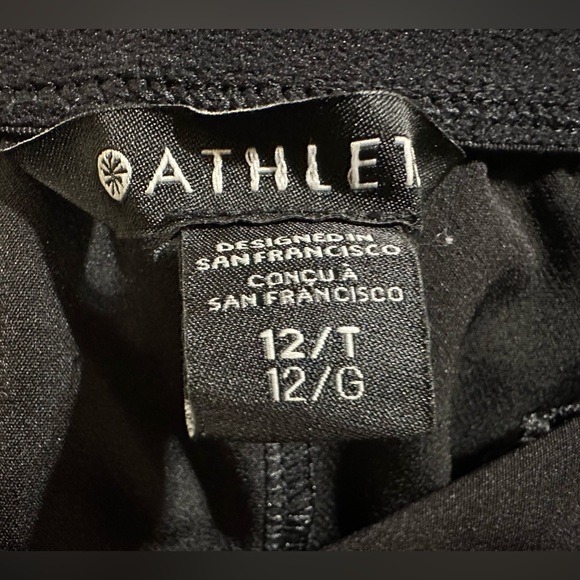 ATHLET
DESIGNED IN
SAN FRANCISCO
CONÇU À
SAN FRANCISCO
12/T
12/G